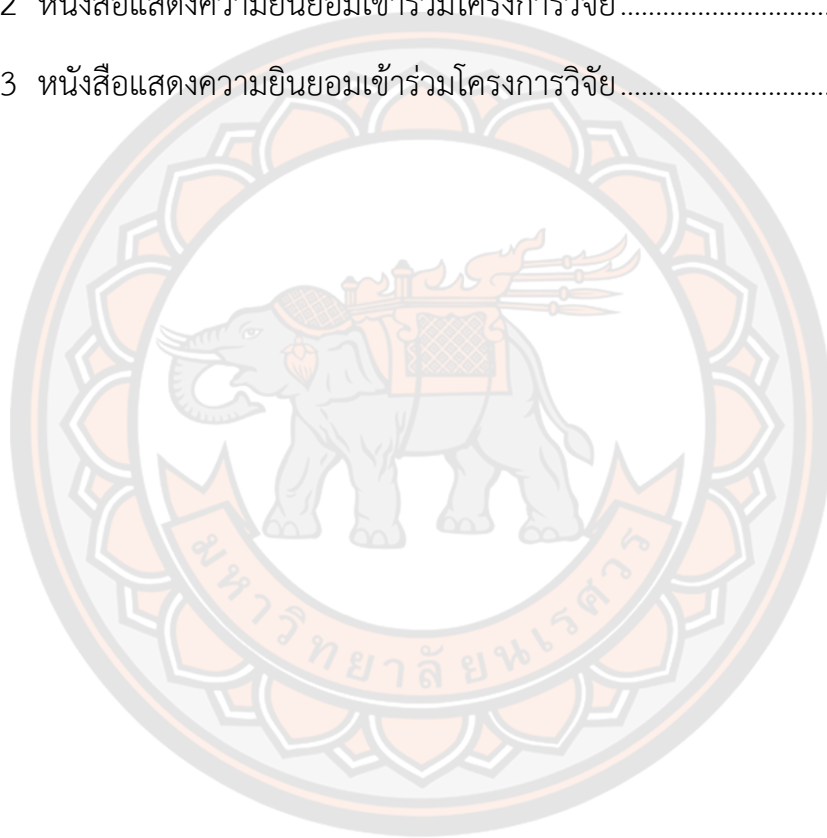 2 หนังสือแสดงความยินยอมเข้าร่วมโครงการวิจัย..............................
3 หนังสือแสดงความยินยอมเข้าร่วมโครงการวิจัย..............................
มหาวิทยาลัยนเรศวร